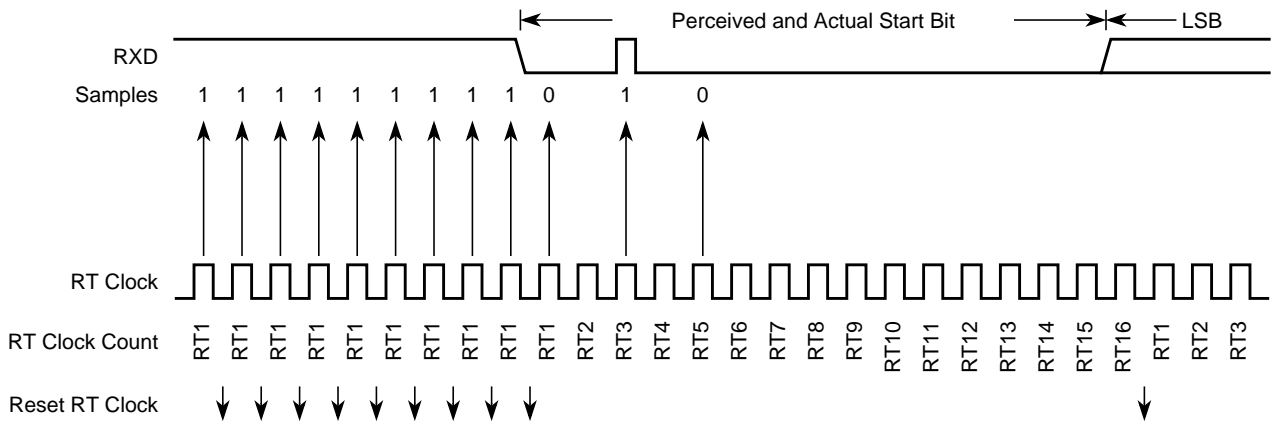 Perceived and Actual Start Bit LSB
RXD
Samples 1 1 1 1 1 1 1 1 1 0 1 0
RT Clock
RT Clock Count RT1 RT1 RT1 RT1 RT1 RT1 RT1 RT1 RT1 RT1 RT2 RT3 RT4 RT5 RT6 RT7 RT8 RT9 RT10 RT11 RT12 RT13 RT14 RT15 RT16 RT1 RT2 RT3
Reset RT Clock